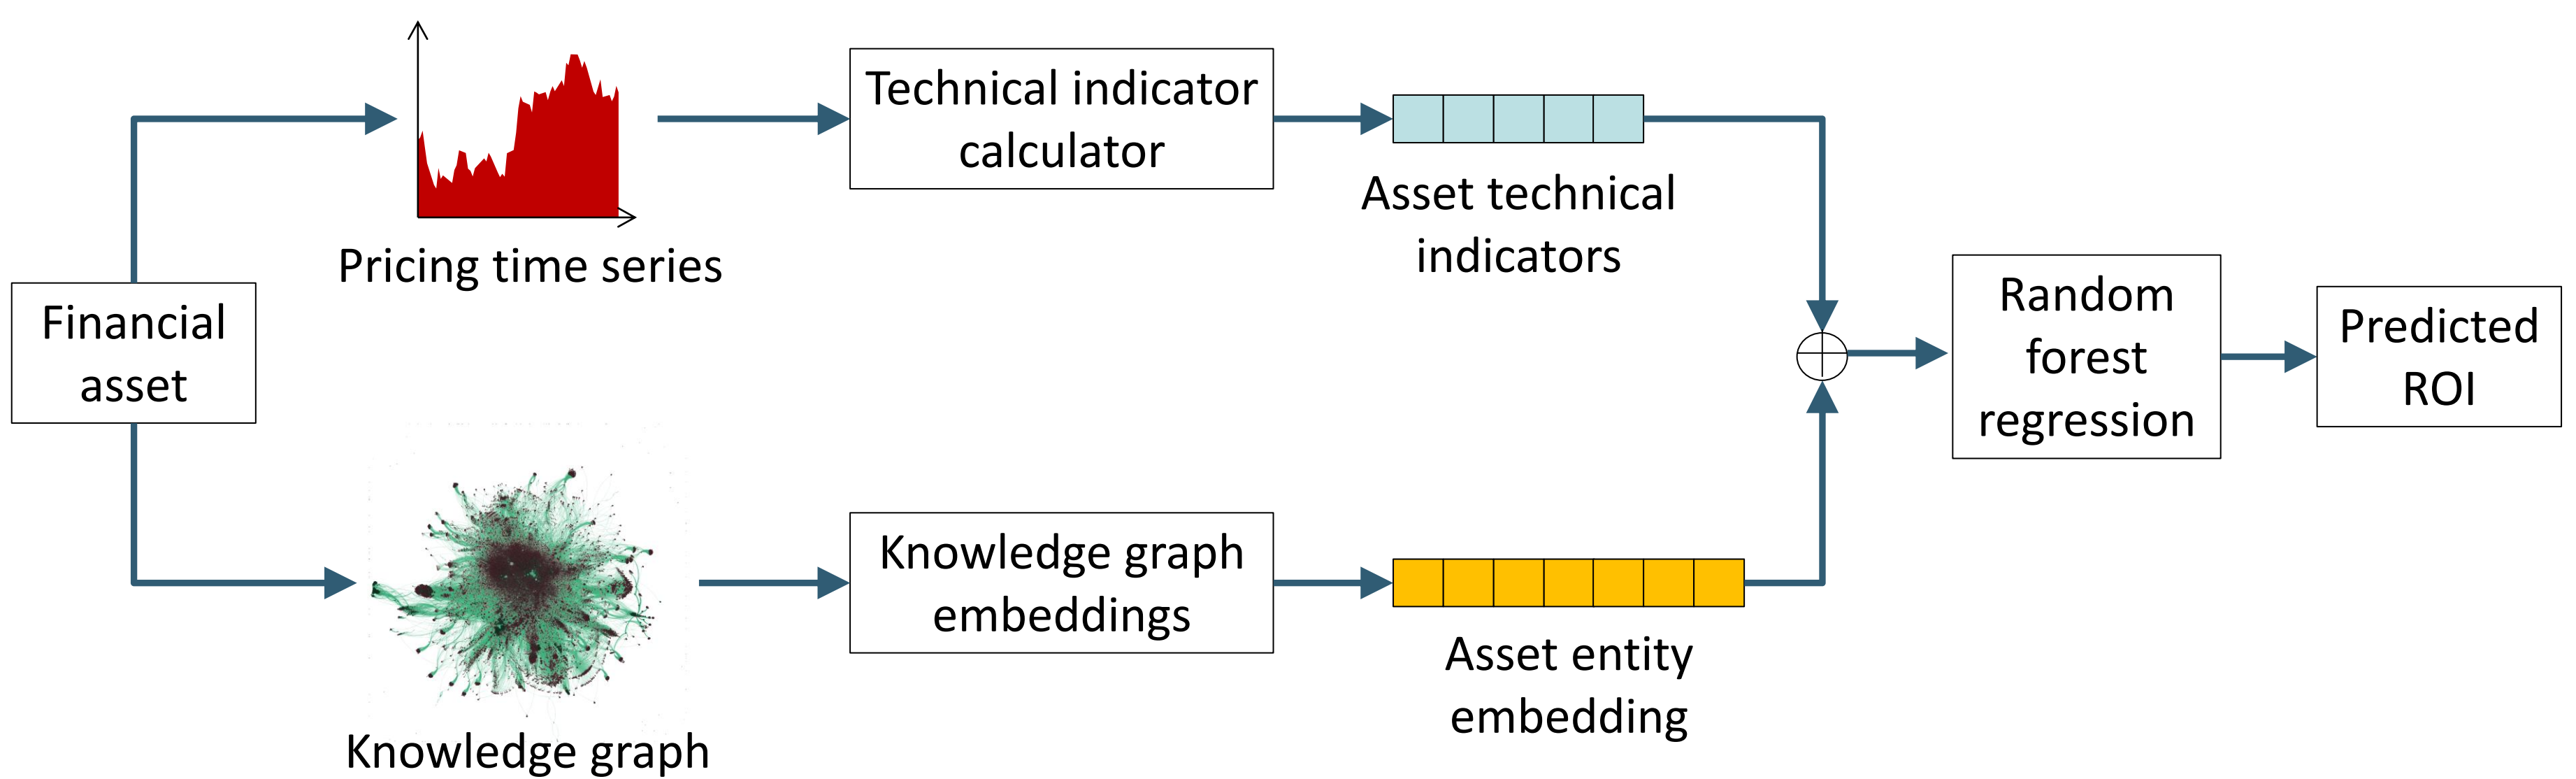 Financial
asset
Pricing time series
Technical indicator
calculator
Asset technical
indicators
Knowledge graph
Knowledge graph
embeddings
Asset entity
embedding
Random
forest
regression
Predicted
ROI